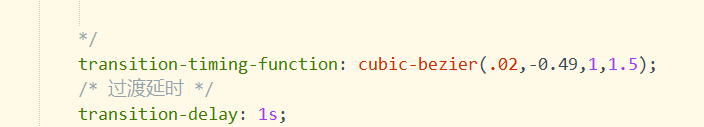 */
transition-timing-function: cubic-bezier(.02,-0.49,1,1.5);
/* 过渡延时 */
transition-delay: 1s;